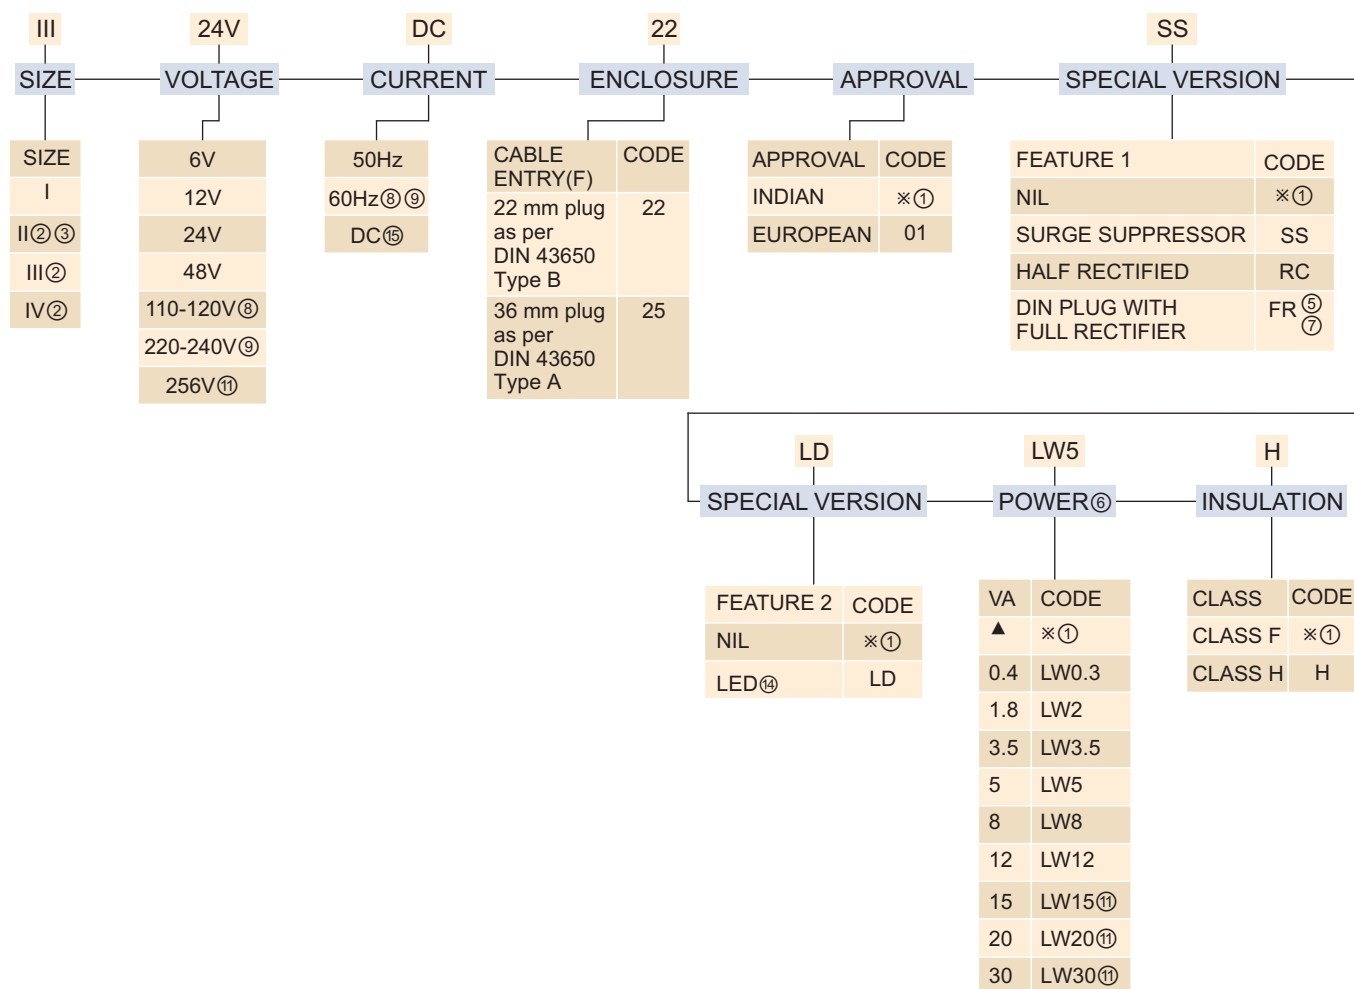 III 24V DC 22 SS
SIZE VOLTAGE CURRENT ENCLOSURE APPROVAL SPECIAL VERSION
SIZE
I
II②③
III②
IV②
6V
12V
24V
48V
110-120V⑧
220-240V⑨
256V⑪
50Hz
60Hz⑧⑨
DC⑮
CABLE CODE
ENTRY(F)
22 mm plug 22
as per
DIN 43650
Type B
36 mm plug 25
as per
DIN 43650
Type A
APPROVAL CODE
INDIAN ※①
EUROPEAN 01
FEATURE 1 CODE
NIL ※①
SURGE SUPPRESSOR SS
HALF RECTIFIED RC
DIN PLUG WITH FR⑤
FULL RECTIFIER ⑦
LD LW5 H
SPECIAL VERSION POWER⑥ INSULATION
FEATURE 2 CODE
NIL ※①
LED⑭ LD
VA CODE
▲ ※①
0.4 LW0.3
1.8 LW2
3.5 LW3.5
5 LW5
8 LW8
12 LW12
15 LW15⑪
20 LW20⑪
30 LW30⑪
CLASS CODE
CLASS F ※①
CLASS H H